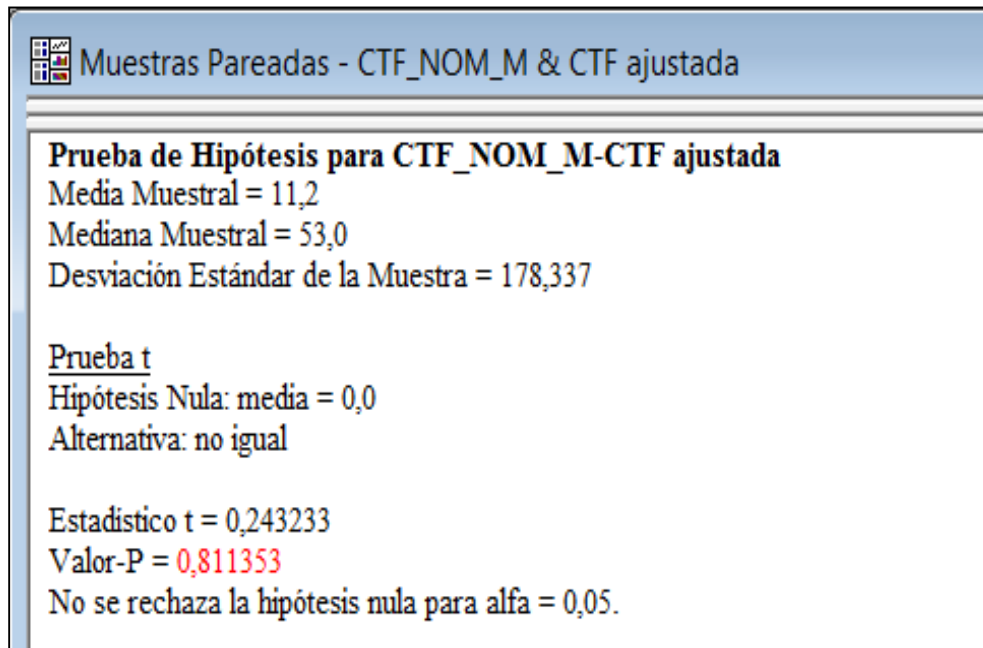 Muestras Pareadas - CTF_NOM_M & CTF ajustada
Prueba de Hipótesis para CTF_NOM_M-CTF ajustada
Media Muestral = 11,2
Mediana Muestral = 53,0
Desviación Estándar de la Muestra = 178,337
Prueba t
Hipótesis Nula: media = 0,0
Alternativa: no igual
Estadístico t = 0,243233
Valor-P = 0,811353
No se rechaza la hipótesis nula para alfa = 0,05.